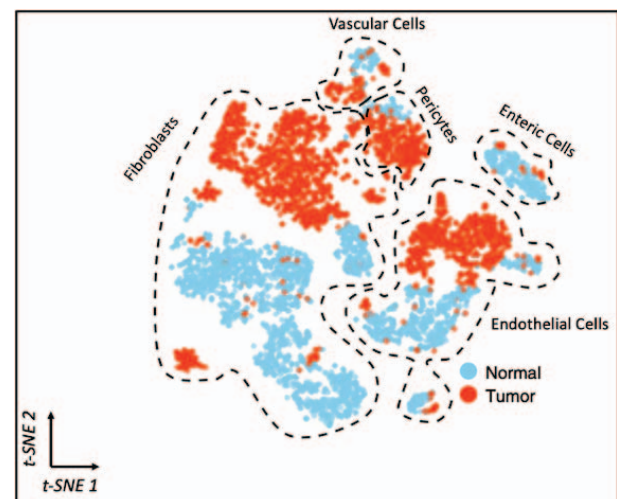 Vascular Cells
Pericytes
Enteric Cells
Fibroblasts
Endothelial Cells
Normal
Tumor
t-SNE 2
t-SNE 1